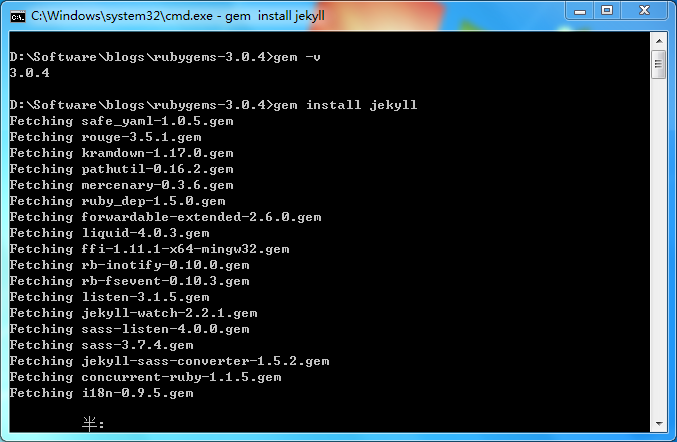 C:\Windows\system32\cmd.exe - gem  install jekyll
D:\Software\blogs\rubygems-3.0.4>gem -v
3.0.4
D:\Software\blogs\rubygems-3.0.4>gem install jekyll
Fetching safe_yaml-1.0.5.gem
Fetching rouge-3.5.1.gem
Fetching kramdown-1.17.0.gem
Fetching pathutil-0.16.2.gem
Fetching mercenary-0.3.6.gem
Fetching ruby_dep-1.5.0.gem
Fetching forwardable-extended-2.6.0.gem
Fetching liquid-4.0.3.gem
Fetching ffi-1.11.1-x64-mingw32.gem
Fetching rb-inotify-0.10.0.gem
Fetching rb-fsevent-0.10.3.gem
Fetching listen-3.1.5.gem
Fetching jekyll-watch-2.2.1.gem
Fetching sass-listen-4.0.0.gem
Fetching sass-3.7.4.gem
Fetching jekyll-sass-converter-1.5.2.gem
Fetching concurrent-ruby-1.1.5.gem
Fetching i18n-0.9.5.gem
半: